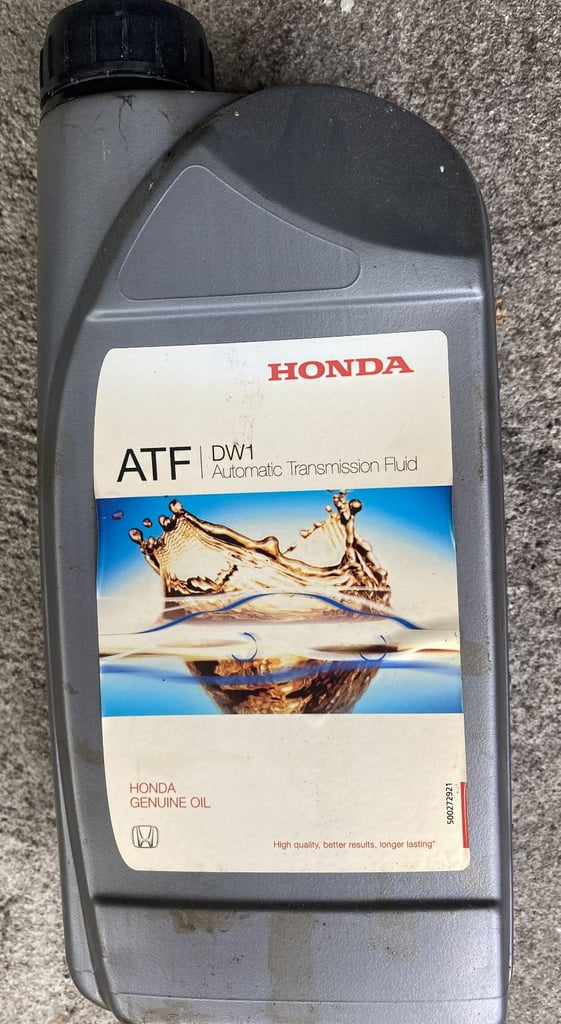 HONDA
ATF
DW1
Automatic Transmission Fluid
HONDA
GENUINE OIL
500272921
High quality, better results, longer lasting*